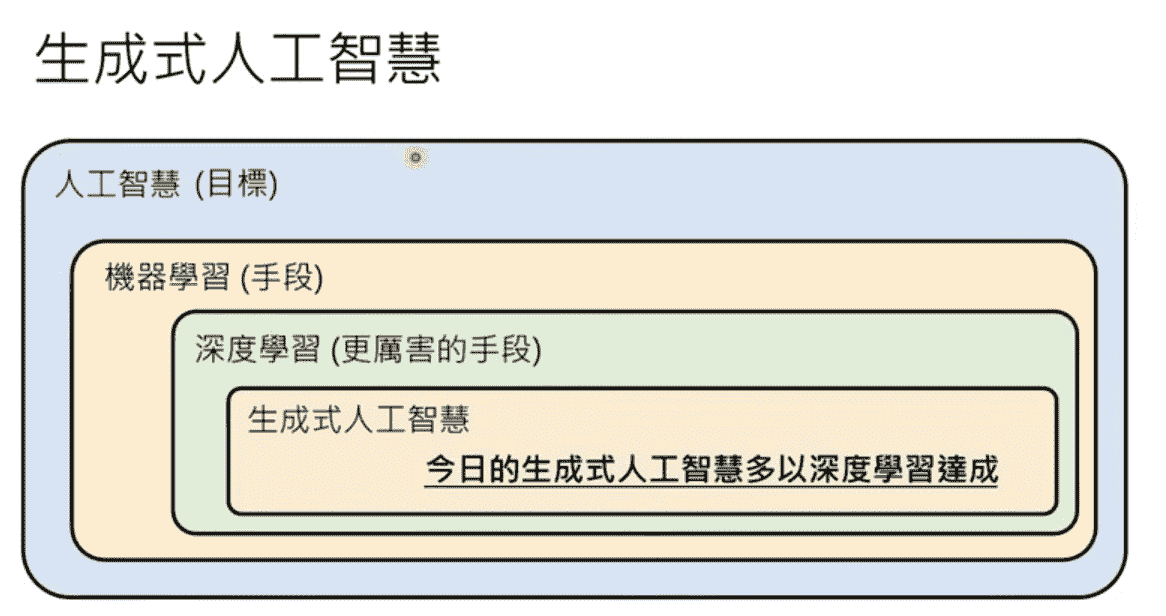 生成式人工智慧
人工智慧 (目標)
機器學習 (手段)
深度學習 (更厲害的手段)
生成式人工智慧
今日的生成式人工智慧多以深度學習達成